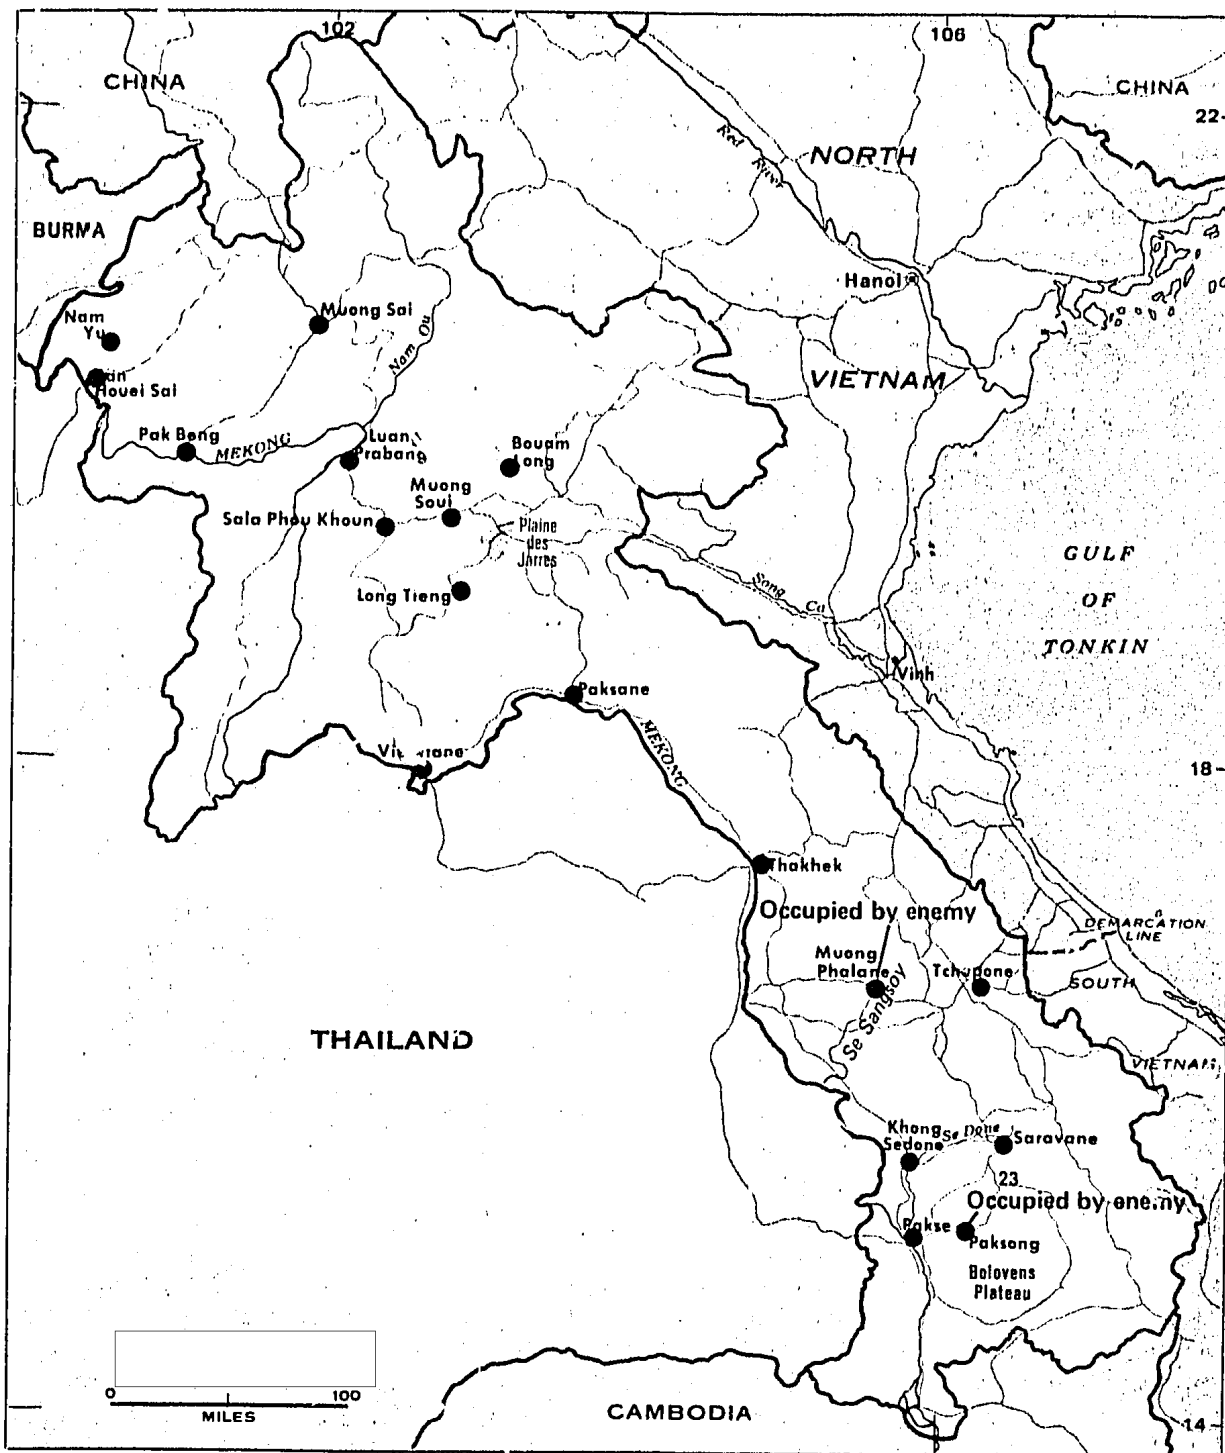 102
106
CHINA
CHINA
22
Red River
NORTH
BURMA
Hanoi
Nam
Yu
Muong Sai
Nam Ou
Houei Sai
VIETNAM
Pak Beng
MEKONG
Prabang
Bouam
Long
Muong
Soui
Sala Phou Khoun
Plaine
des
Jarres
GULF
OF
TONKIN
Long Tieng
Song Ca
Vinh
Paksane
MEKONG
18
Thakhek
Occupied by enemy
DEMARCATION
LINE
Muong
Phalane
Tchepone
SOUTH
Se Sangsoy
THAILAND
VIETNAM
Khong
Sedone
Se Done
Saravane
23
Occupied by enemy
Pakse
Paksong
Bolovens
Plateau
0
100
MILES
CAMBODIA
14